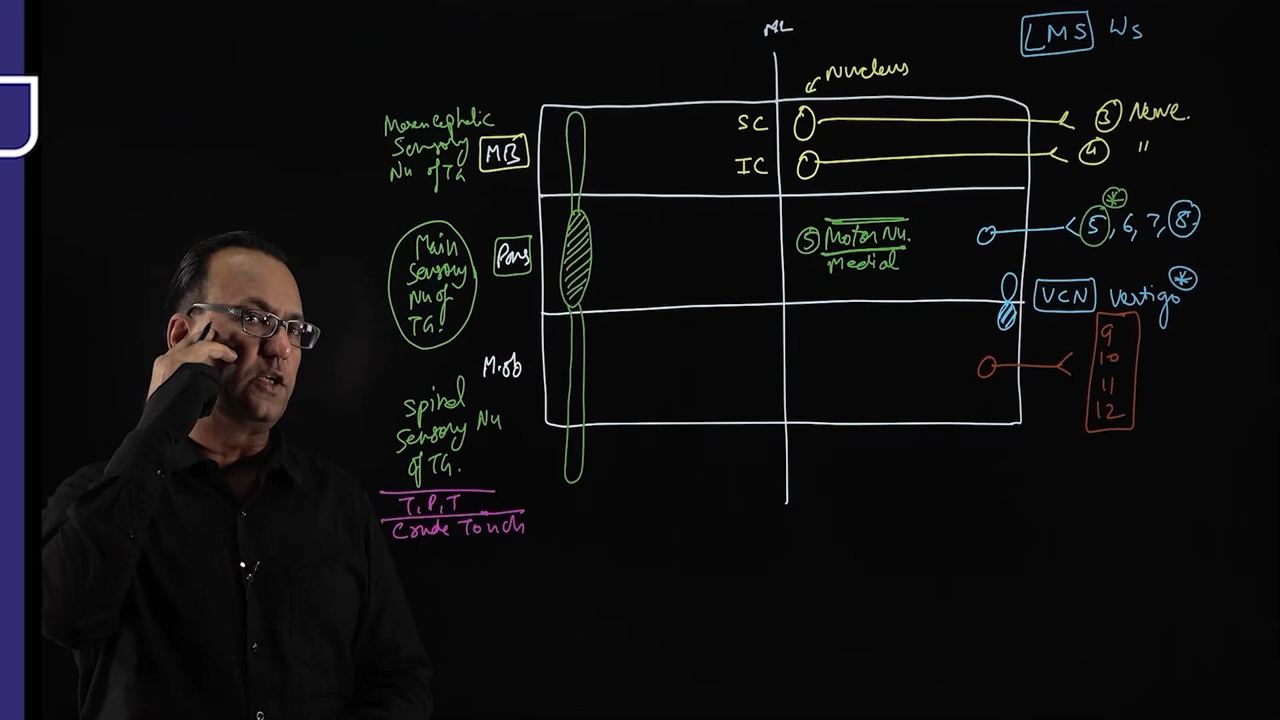 ML
LMS Ws
Nucleus
Mesencephalic
Sensory
Nu of TG
MB
SC
IC
3 Nerve.
4 "
Main
Sensory
Nu of
TG.
Pons
5 Motor Nu.
Medial
5*, 6, 7, 8
VCN Vertigo*
M.ob
9
10
11
12
Spinal
Sensory Nu
of TG.
T, P, T
Crude Touch